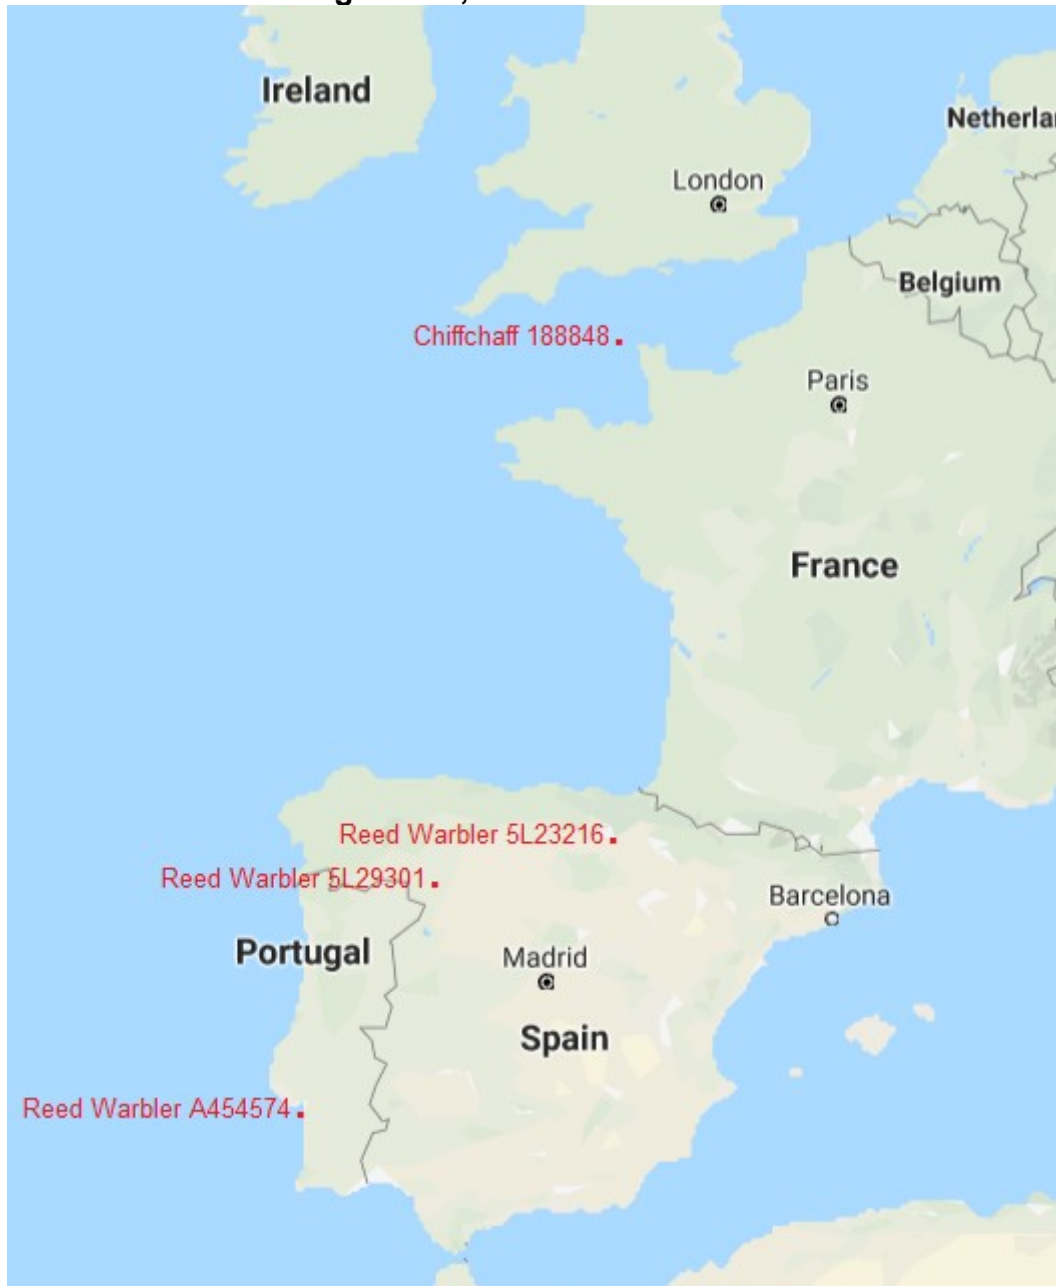 Ireland
Netherla
London
Belgium
Chiffchaff 188848
Paris
France
Reed Warbler 5L23216
Reed Warbler 5L29301
Barcelona
Portugal
Madrid
Spain
Reed Warbler A454574